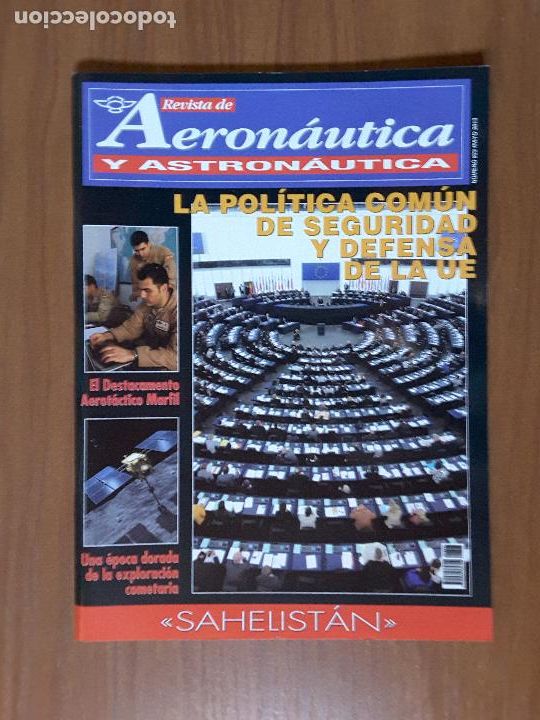 todocoleccion
Revista de
Aeronáutica
Y ASTRONÁUTICA
LA POLÍTICA COMÚN
DE SEGURIDAD
Y DEFENSA
DE LA UE
El Destacamento
Aerotáctico Marfil
Una época dorada
de la exploración
cometaria
«SAHELISTÁN»